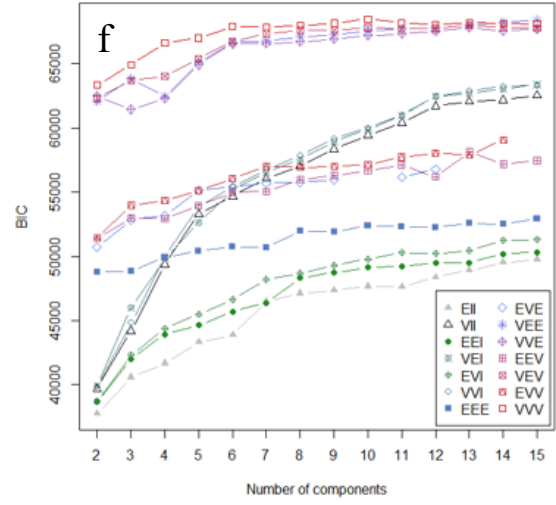 f
65000
60000
55000
50000
45000
40000
BIC
EII
VII
EEI
VEI
EVI
VVI
EEE
EVE
VEE
VVE
EEV
VEV
EVV
VVV
2 3 4 5 6 7 8 9 10 11 12 13 14 15
Number of components